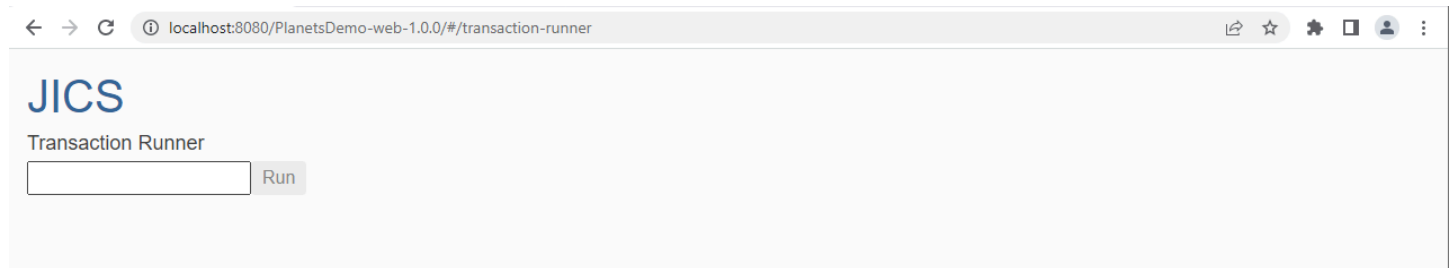 localhost:8080/PlanetsDemo-web-1.0.0/#/transaction-runner
JICS
Transaction Runner
Run